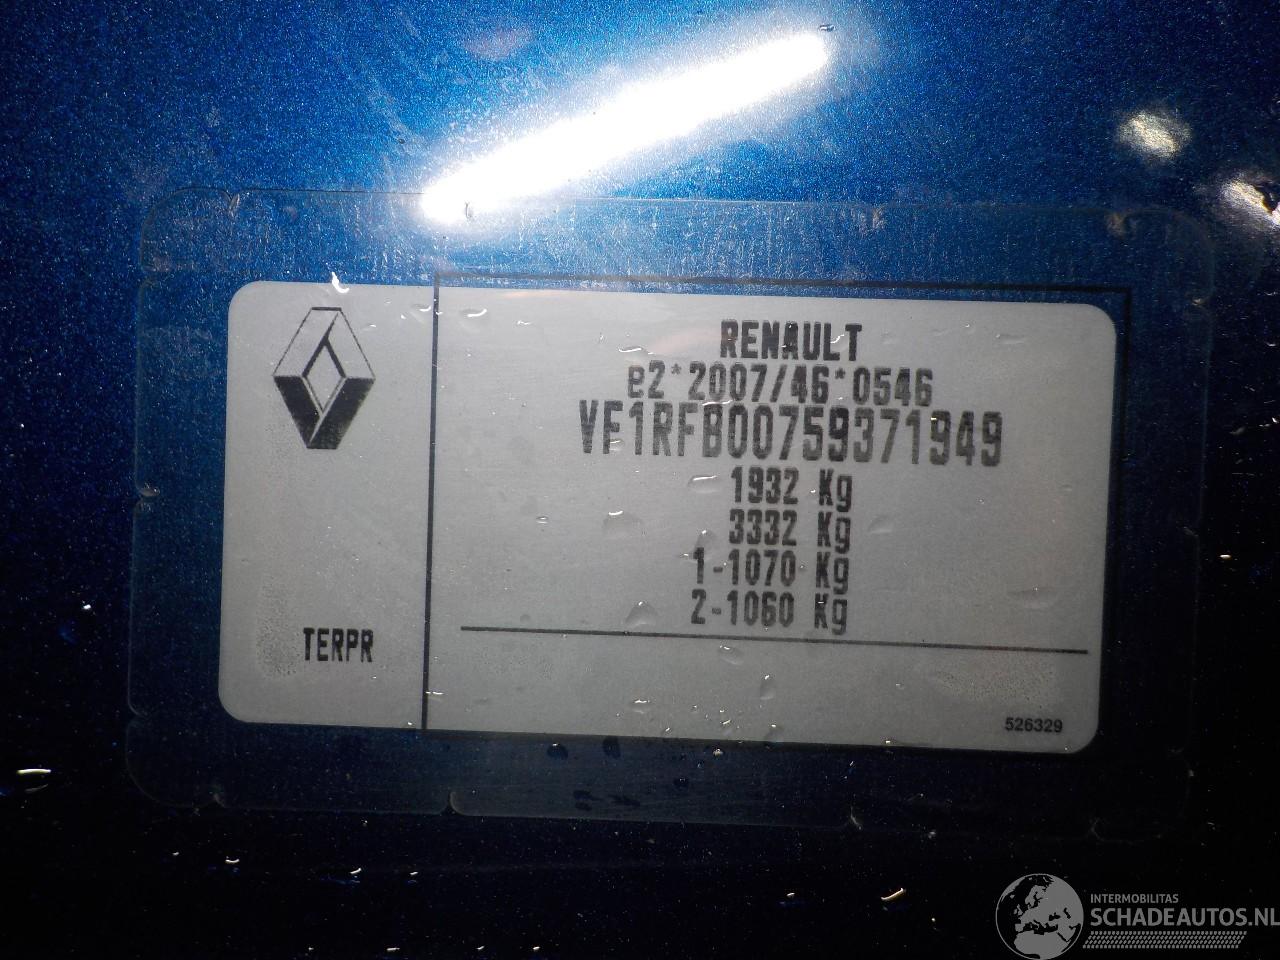 RENAULT
e2*2007/46*0546
VF1RFB00759371949
1932 Kg
3332 Kg
1-1070 Kg
2-1060 Kg
TERPR
526329
INTERMOBILITAS
SCHADEAUTOS.NL